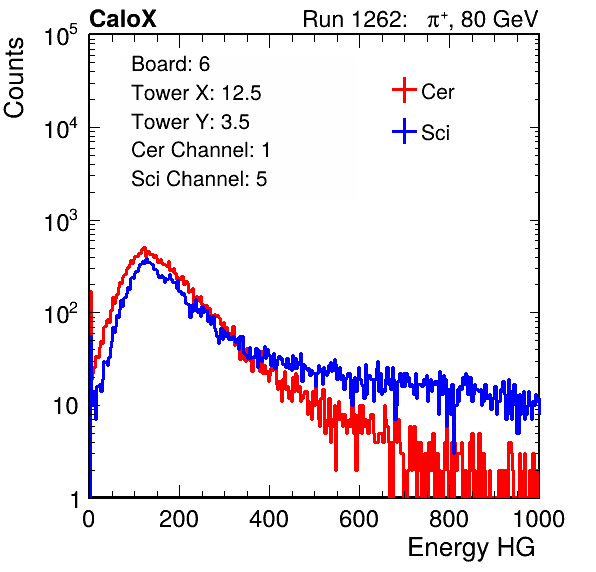 CaloX Run 1262: π⁺, 80 GeV
Counts
Board: 6
Tower X: 12.5
Tower Y: 3.5
Cer Channel: 1
Sci Channel: 5
Cer
Sci
10⁵
10⁴
10³
10²
10
1
0 200 400 600 800 1000
Energy HG